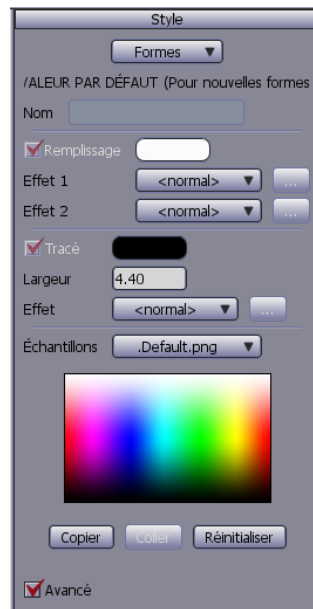 Style
Formes
/ALEUR PAR DÉFAUT (Pour nouvelles formes
Nom
Remplissage
Effet 1 <normal> ...
Effet 2 <normal> ...
Tracé
Largeur 4.40
Effet <normal> ...
Échantillons .Default.png
Copier Coller Réinitialiser
Avancé